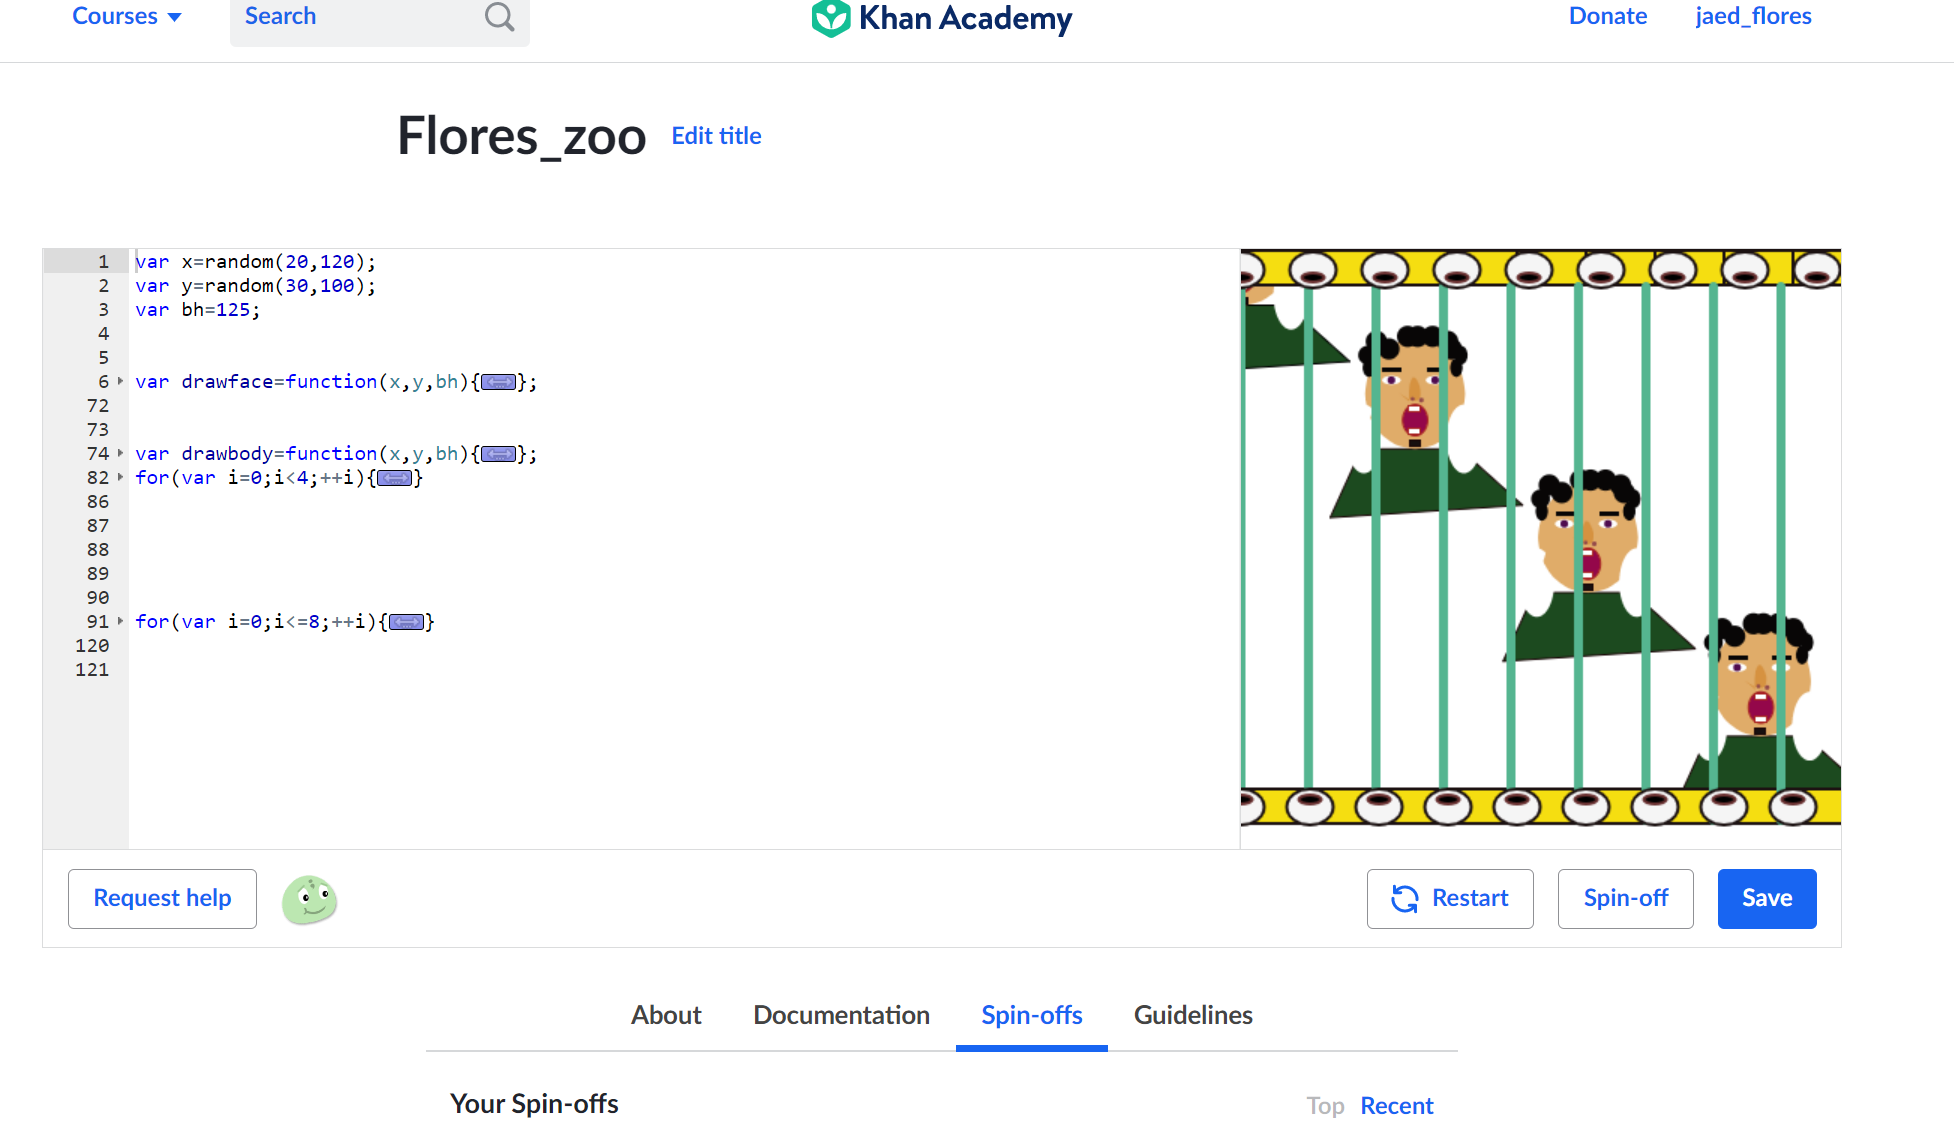 Courses Search Khan Academy Donate jaed_flores
Flores_zoo Edit title
1 var x=random(20,120);
2 var y=random(30,100);
3 var bh=125;
4
5
6 var drawface=function(x,y,bh){};
72
73
74 var drawbody=function(x,y,bh){};
82 for(var i=0;i<4;++i){}
86
87
88
89
90
91 for(var i=0;i<=8;++i){}
120
121
Request help Restart Spin-off Save
About Documentation Spin-offs Guidelines
Your Spin-offs Top Recent